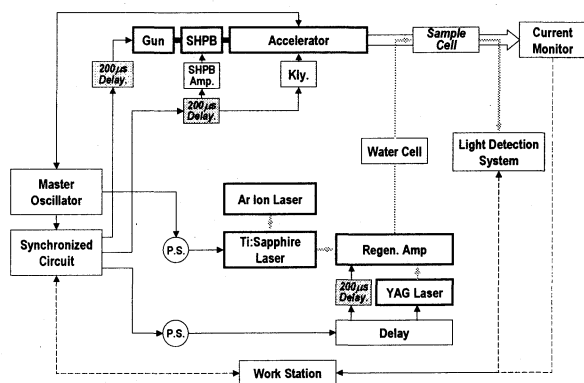 Gun
SHPB
Accelerator
Sample
Cell
Current
Monitor
200μs
Delay.
SHPB
Amp.
Kly.
200μs
Delay.
Water Cell
Light Detection
System
Master
Oscillator
Ar Ion Laser
Synchronized
Circuit
P.S.
Ti:Sapphire
Laser
Regen. Amp
200μs
Delay.
YAG Laser
P.S.
Delay
Work Station